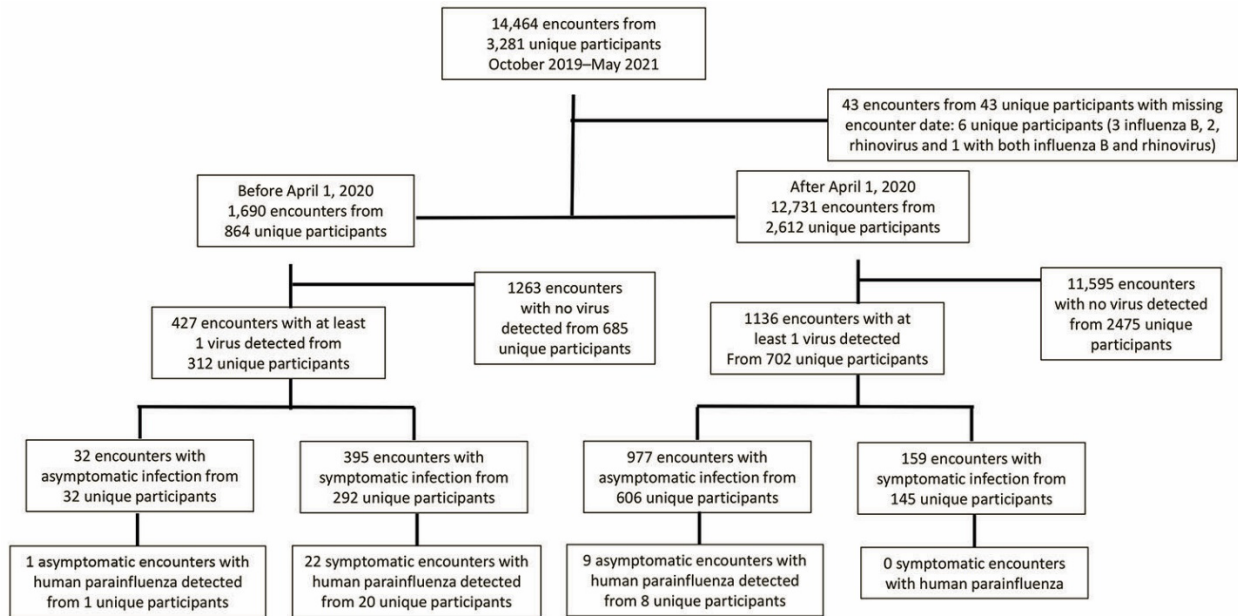 14,464 encounters from
3,281 unique participants
October 2019–May 2021
43 encounters from 43 unique participants with missing
encounter date: 6 unique participants (3 influenza B, 2,
rhinovirus and 1 with both influenza B and rhinovirus)
Before April 1, 2020
1,690 encounters from
864 unique participants
After April 1, 2020
12,731 encounters from
2,612 unique participants
1263 encounters
with no virus
detected from 685
unique participants
11,595 encounters
with no virus detected
from 2475 unique
participants
427 encounters with at least
1 virus detected from
312 unique participants
1136 encounters with at
least 1 virus detected
From 702 unique participants
32 encounters with
asymptomatic infection from
32 unique participants
395 encounters with
symptomatic infection from
292 unique participants
977 encounters with
asymptomatic infection from
606 unique participants
159 encounters with
symptomatic infection from
145 unique participants
1 asymptomatic encounters with
human parainfluenza detected
from 1 unique participants
22 symptomatic encounters with
human parainfluenza detected
from 20 unique participants
9 asymptomatic encounters with
human parainfluenza detected
from 8 unique participants
0 symptomatic encounters
with human parainfluenza